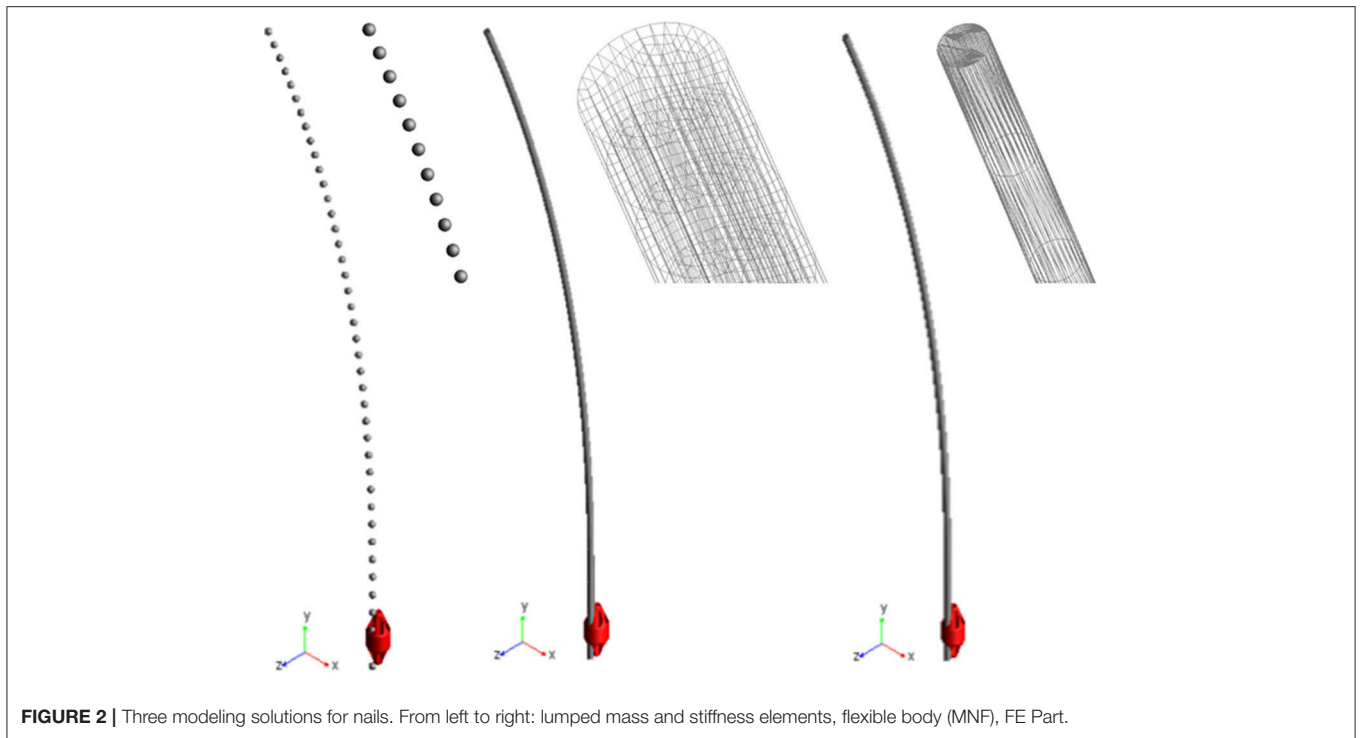 y
z
x
y
z
x
y
z
x
FIGURE 2 | Three modeling solutions for nails. From left to right: lumped mass and stiffness elements, flexible body (MNF), FE Part.